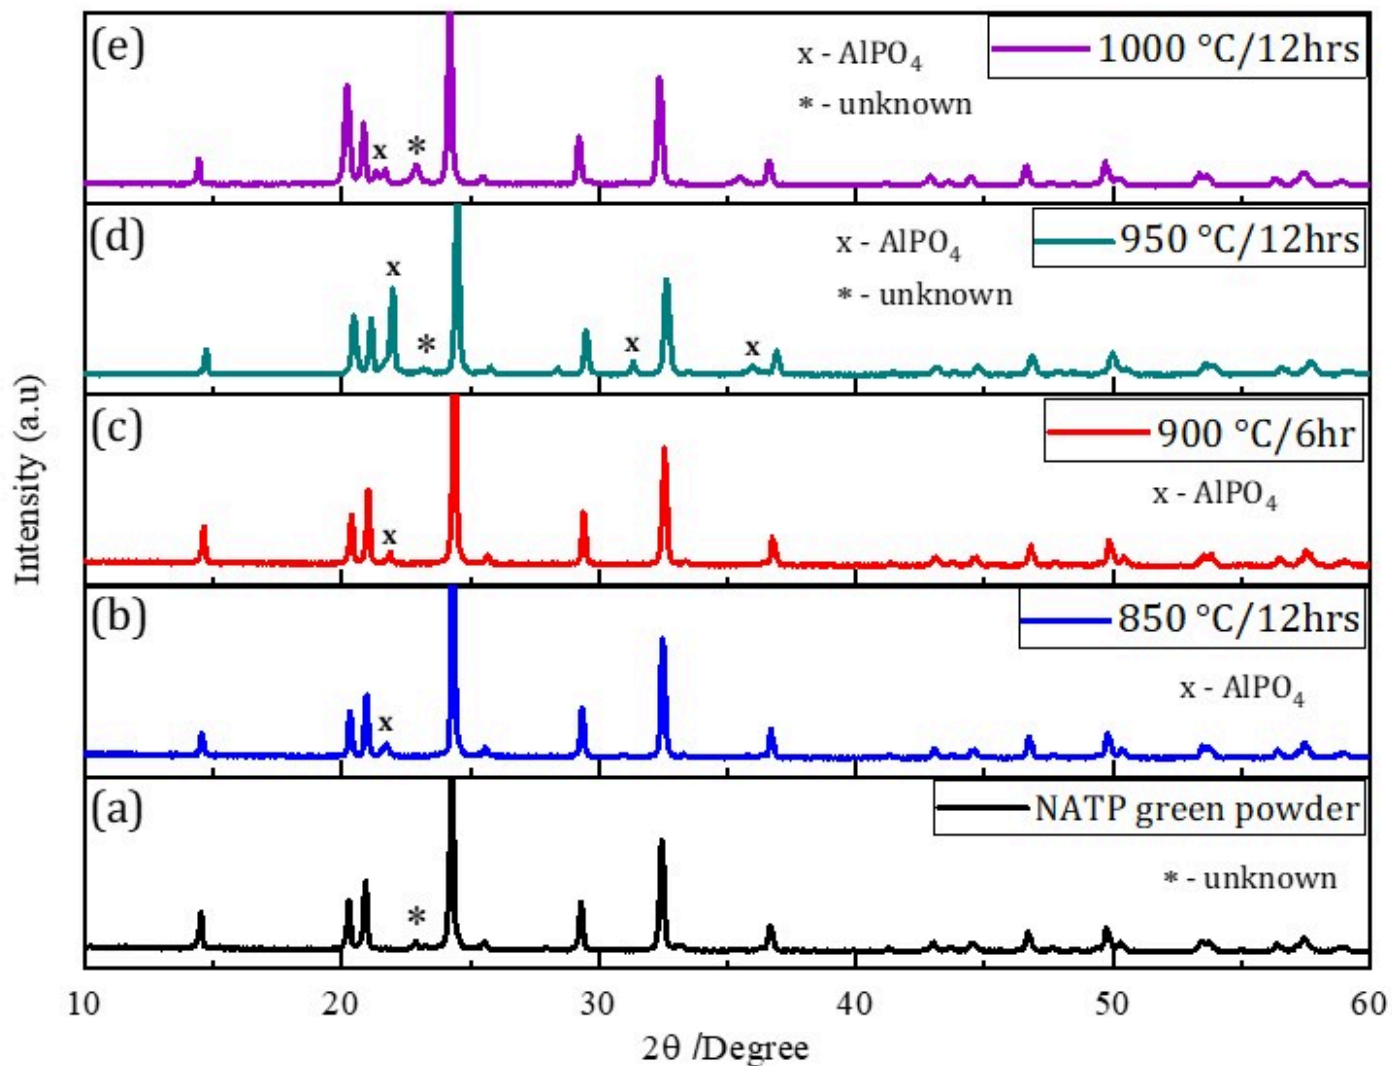 (e)
x - AlPO₄
* - unknown
1000 °C/12hrs
x
*
(d)
x - AlPO₄
* - unknown
950 °C/12hrs
x
*
x
x
(c)
900 °C/6hr
x - AlPO₄
x
(b)
850 °C/12hrs
x - AlPO₄
x
(a)
NATP green powder
* - unknown
*
Intensity (a.u)
10 20 30 40 50 60
2θ /Degree